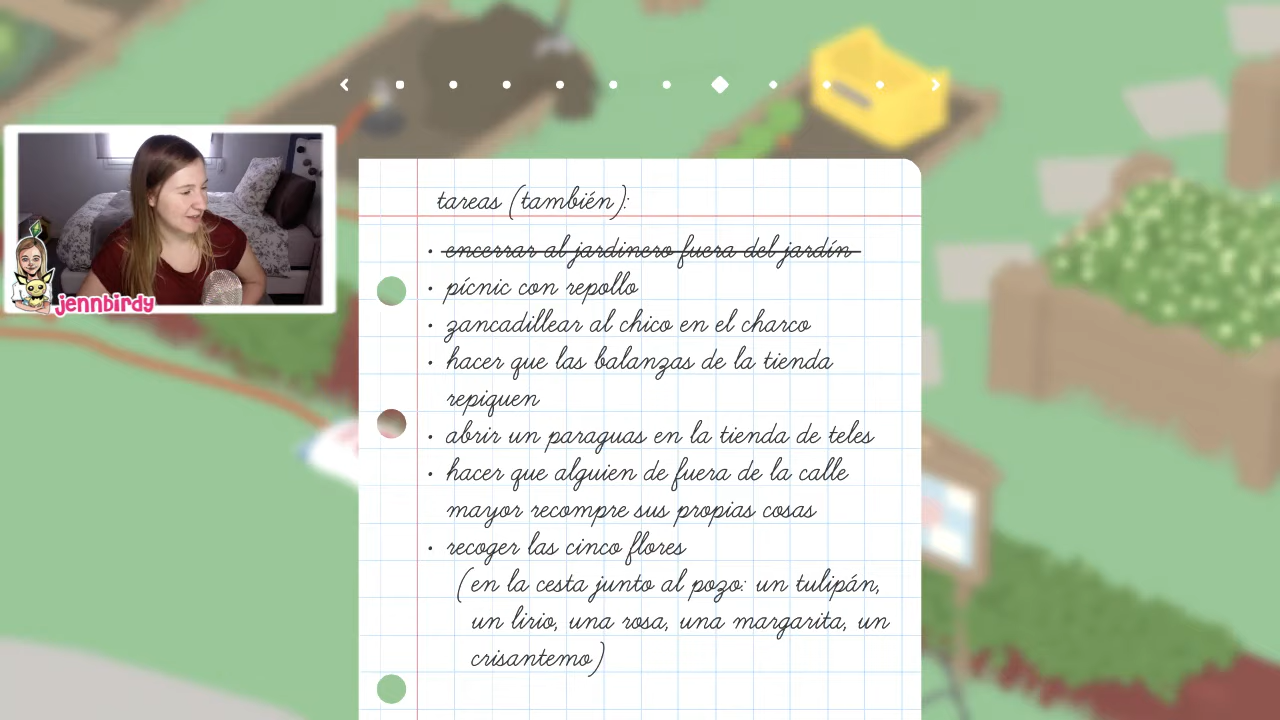 jennbirdy
tareas (también):
• encerrar al jardinero fuera del jardín
• pícnic con repollo
• zancadillear al chico en el charco
• hacer que las balanzas de la tienda
repiquen
• abrir un paraguas en la tienda de teles
• hacer que alguien de fuera de la calle
mayor recompre sus propias cosas
• recoger las cinco flores
(en la cesta junto al pozo: un tulipán,
un lirio, una rosa, una margarita, un
crisantemo)